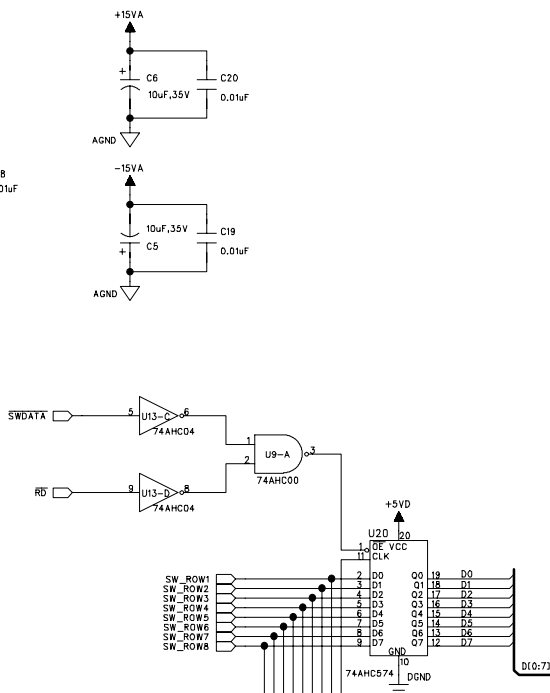 +15VA
+
C6
C20
10uF,35V
0.01uF
AGND
8
01uF
-15VA
10uF,35V
C19
C5
+
0.01uF
AGND
SWDATA
5
U13-C
6
74AHC04
1
U9-A
3
2
74AHC00
RD
9
U13-D
8
74AHC04
+5VD
U20
20
1
OE VCC
11
CLK
SW_ROW1
2
D0
Q0
19
D0
SW_ROW2
3
D1
Q1
18
D1
SW_ROW3
4
D2
Q2
17
D2
SW_ROW4
5
D3
Q3
16
D3
SW_ROW5
6
D4
Q4
15
D4
SW_ROW6
7
D5
Q5
14
D5
SW_ROW7
8
D6
Q6
13
D6
SW_ROW8
9
D7
Q7
12
D7
GND
10
74AHC574
DGND
D[0:7]